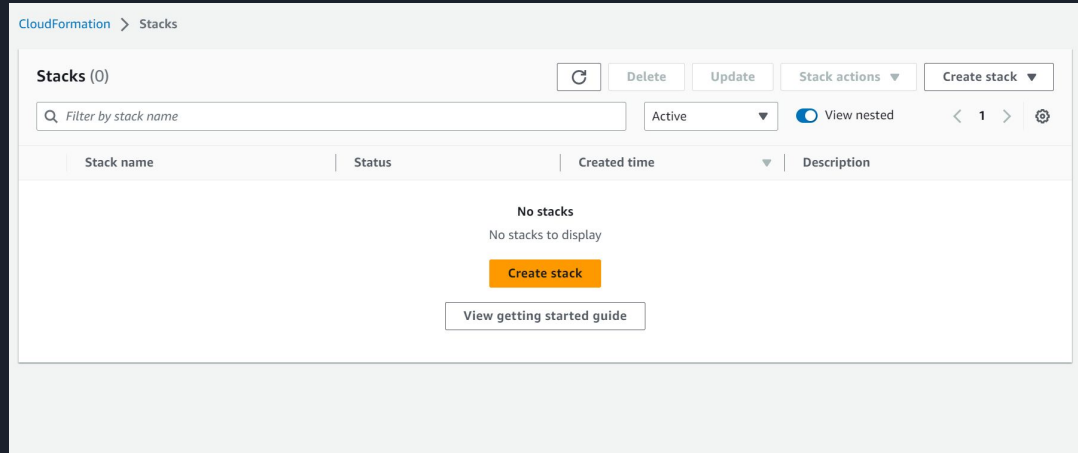 CloudFormation > Stacks
Stacks (0)
Delete Update Stack actions Create stack
Filter by stack name
Active View nested 1
Stack name Status Created time Description
No stacks
No stacks to display
Create stack
View getting started guide